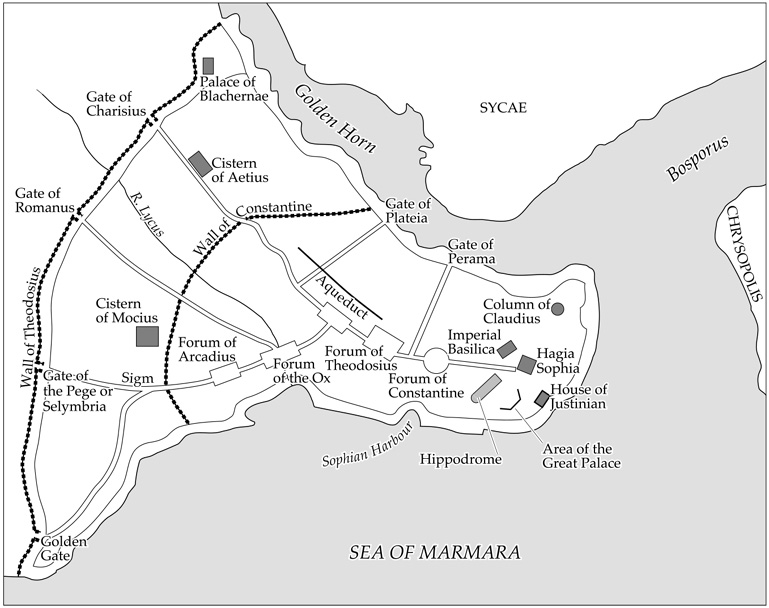 Palace of
Blachernae
Gate of
Charisius
Golden Horn
SYCAE
Bosporus
Cistern
of Aetius
Gate of
Romanus
R. Lycus
Wall of
Constantine
Gate of
Plateia
CHRYSOPOLIS
Gate of
Perama
Wall of Theodosius
Aqueduct
Cistern
of Mocius
Column of
Claudius
Forum of
Arcadius
Imperial
Basilica
Hagia
Sophia
Forum of
Theodosius
Forum
of the Ox
Gate of
the Pege or
Selymbria
Sigm
Forum of
Constantine
House of
Justinian
Sophian Harbour
Hippodrome
Area of the
Great Palace
Golden
Gate
SEA OF MARMARA